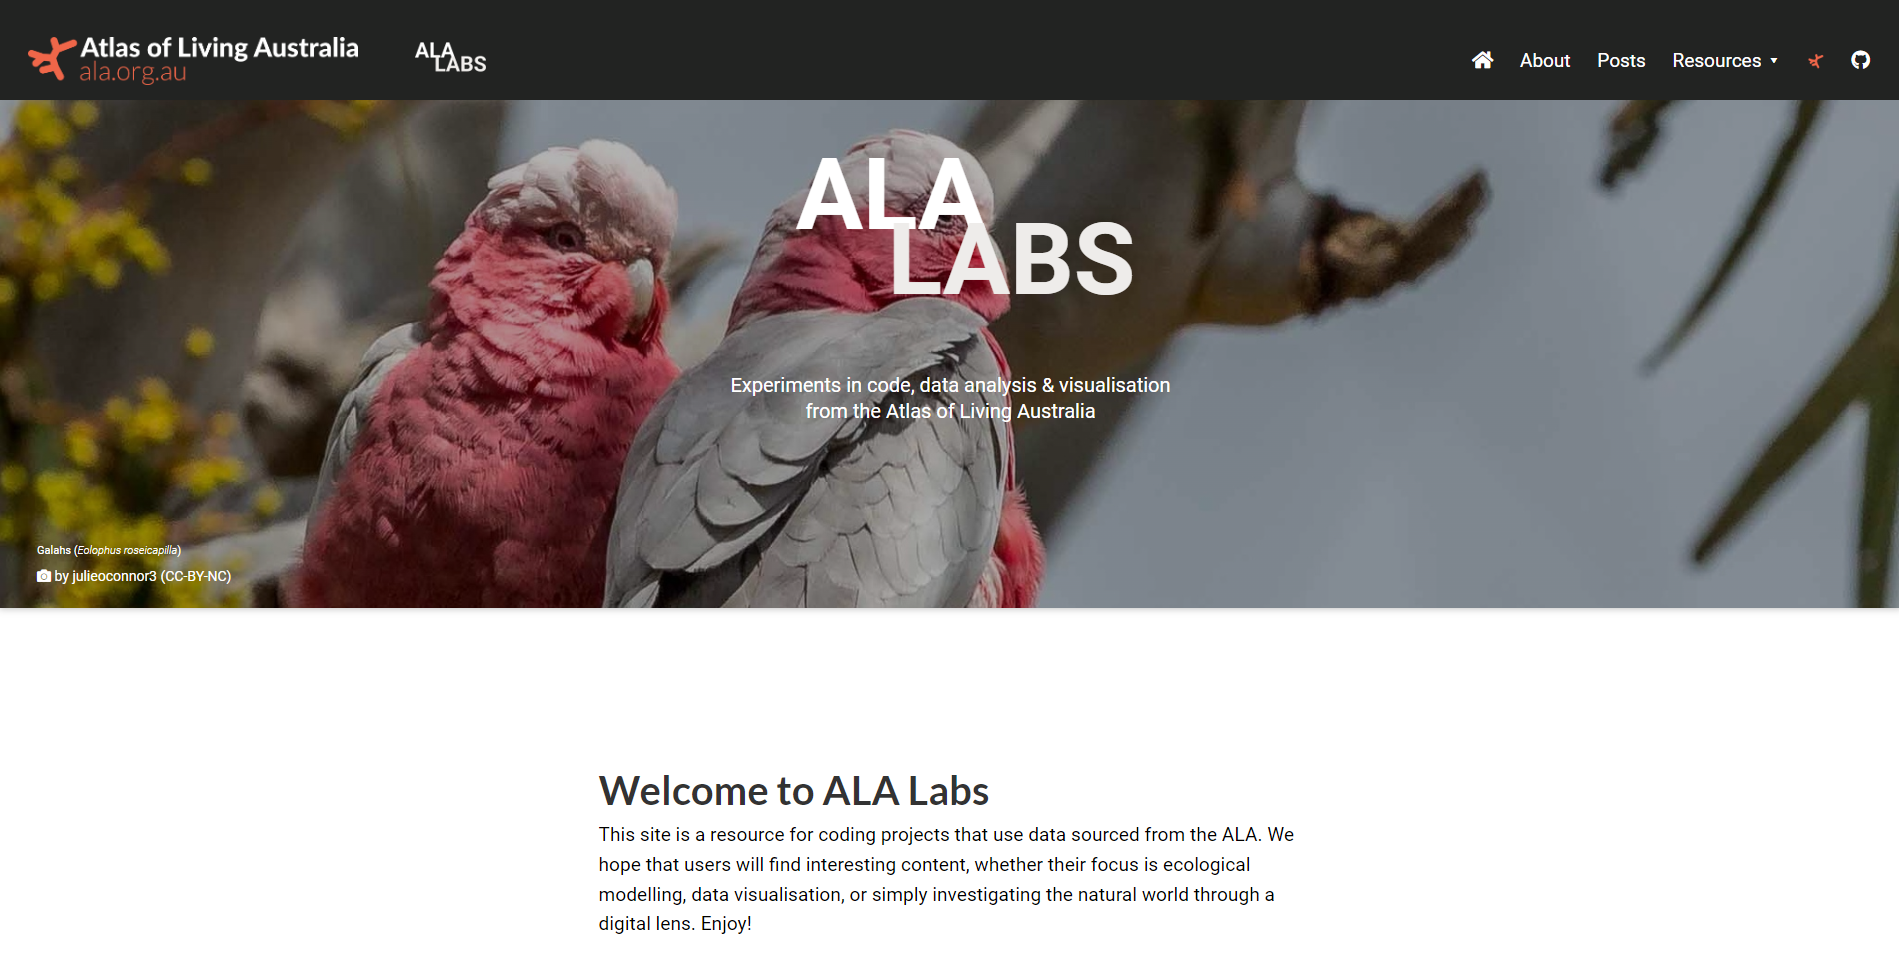 Atlas of Living Australia
ala.org.au
ALA
LABS
About
Posts
Resources
ALA
LABS
Experiments in code, data analysis & visualisation
from the Atlas of Living Australia
Galahs (Eolophus roseicapilla)
by julieoconnor3 (CC-BY-NC)
Welcome to ALA Labs
This site is a resource for coding projects that use data sourced from the ALA. We
hope that users will find interesting content, whether their focus is ecological
modelling, data visualisation, or simply investigating the natural world through a
digital lens. Enjoy!